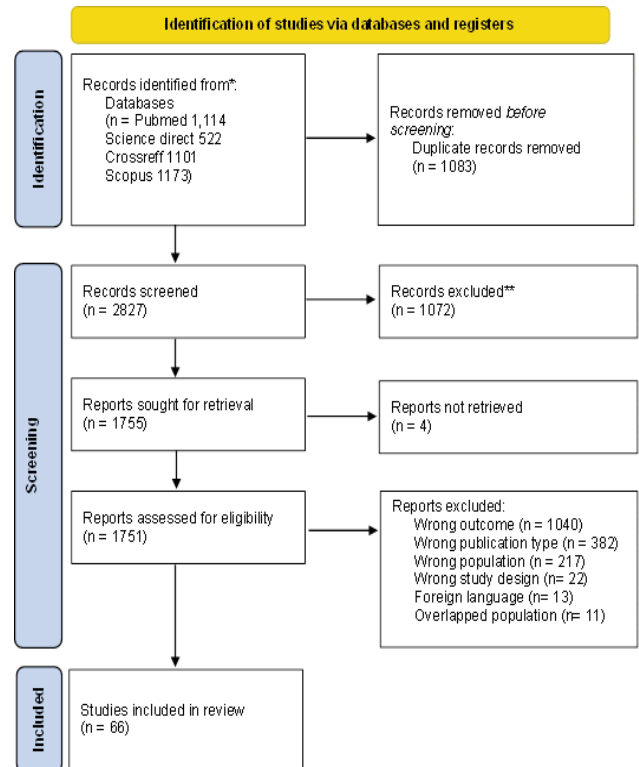 Identification of studies via databases and registers
Identification
Records identified from*:
Databases
(n = Pubmed 1,114
Science direct 522
Crossreff 1101
Scopus 1173)
Records removed before
screening:
Duplicate records removed
(n = 1083)
Screening
Records screened
(n = 2827)
Records excluded**
(n = 1072)
Reports sought for retrieval
(n = 1755)
Reports not retrieved
(n = 4)
Reports assessed for eligibility
(n = 1751)
Reports excluded:
Wrong outcome (n = 1040)
Wrong publication type (n = 382)
Wrong population (n = 217)
Wrong study design (n= 22)
Foreign language (n= 13)
Overlapped population (n= 11)
Included
Studies included in review
(n = 66)